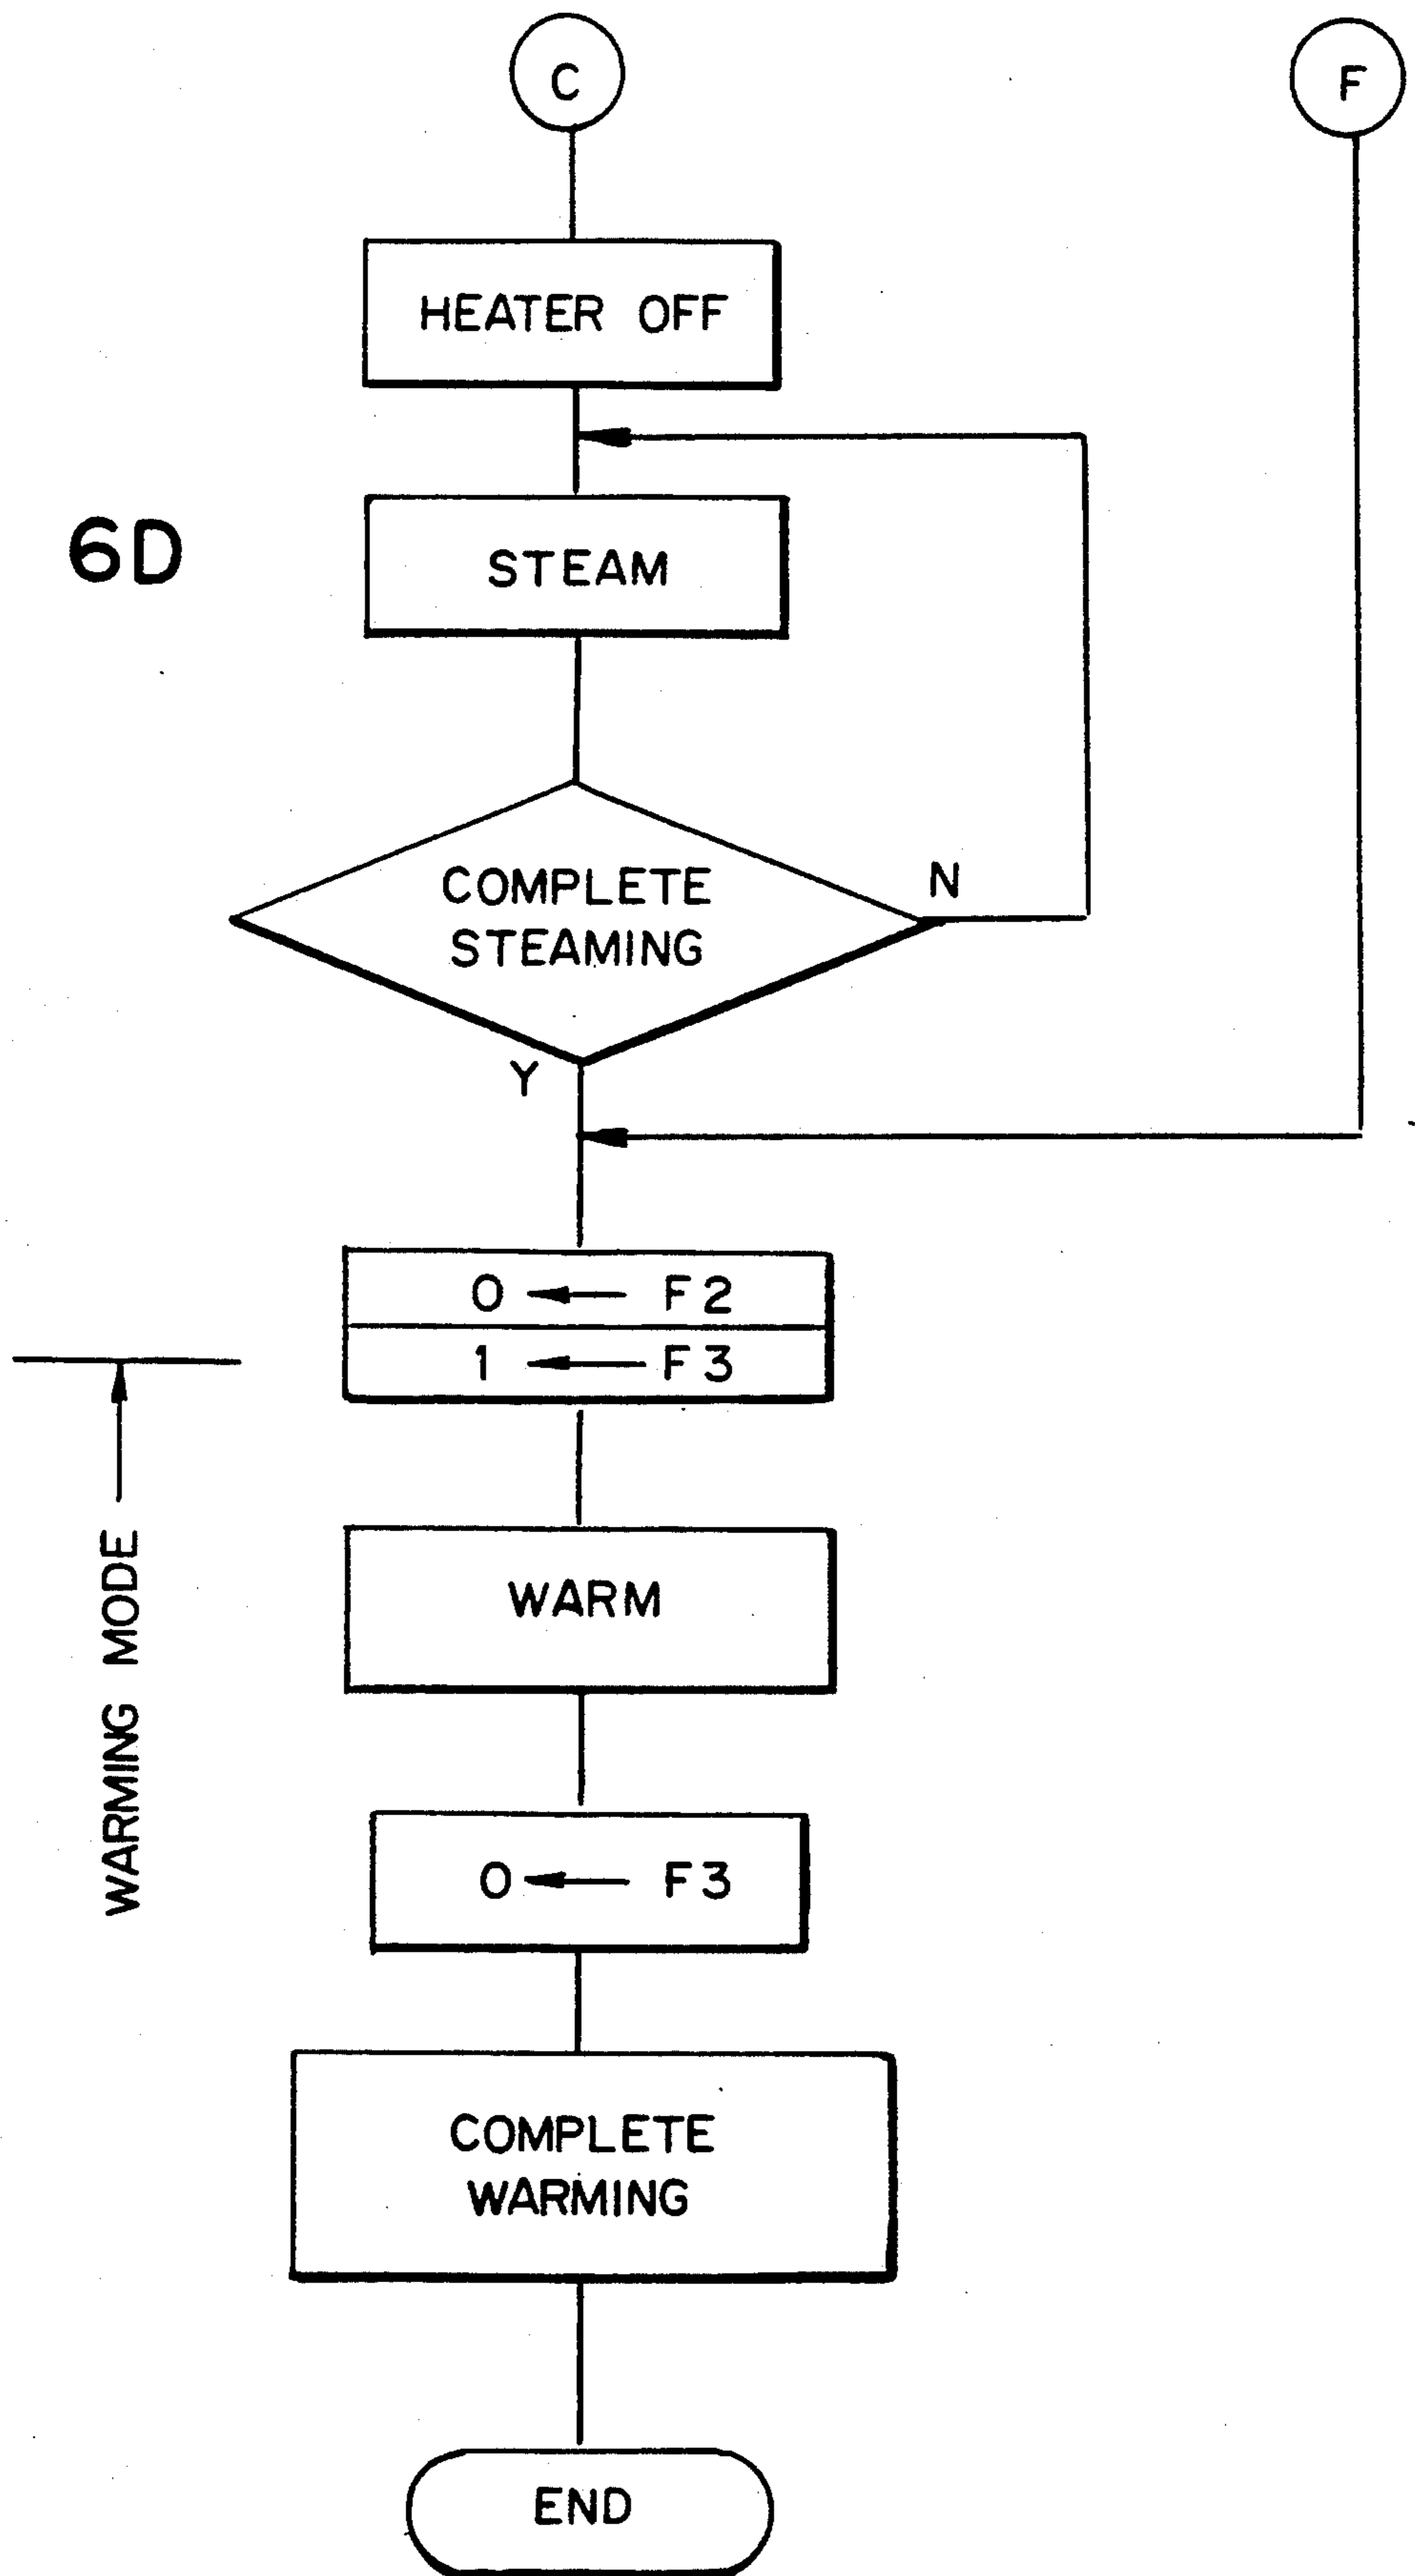 C
F
HEATER OFF
6D
STEAM
COMPLETE
STEAMING
N
Y
0 ← F2
1 ← F3
WARMING MODE
WARM
0 ← F3
COMPLETE
WARMING
END